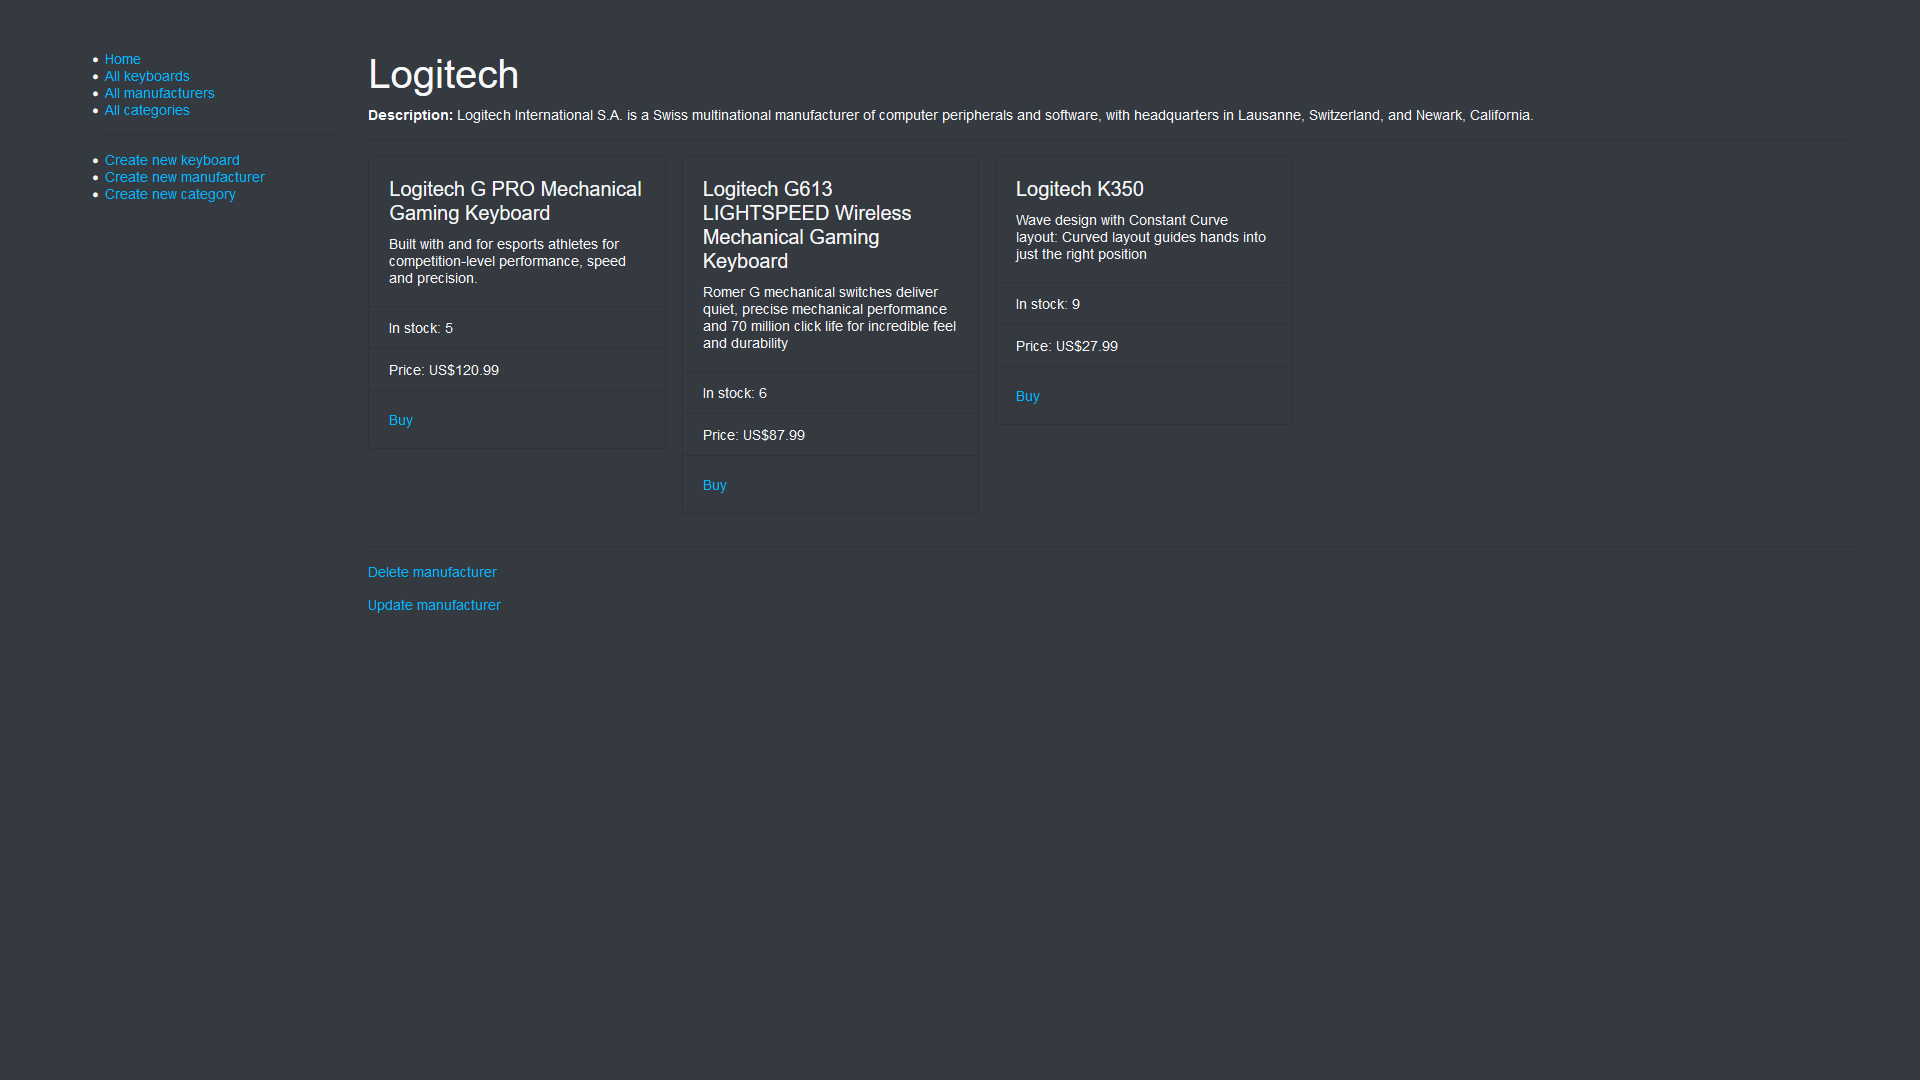 Home
All keyboards
All manufacturers
All categories
Create new keyboard
Create new manufacturer
Create new category
Logitech
Description: Logitech International S.A. is a Swiss multinational manufacturer of computer peripherals and software, with headquarters in Lausanne, Switzerland, and Newark, California.
Logitech G PRO Mechanical
Gaming Keyboard
Built with and for esports athletes for
competition-level performance, speed
and precision.
In stock: 5
Price: US$120.99
Buy
Logitech G613
LIGHTSPEED Wireless
Mechanical Gaming
Keyboard
Romer G mechanical switches deliver
quiet, precise mechanical performance
and 70 million click life for incredible feel
and durability
In stock: 6
Price: US$87.99
Buy
Logitech K350
Wave design with Constant Curve
layout: Curved layout guides hands into
just the right position
In stock: 9
Price: US$27.99
Buy
Delete manufacturer
Update manufacturer